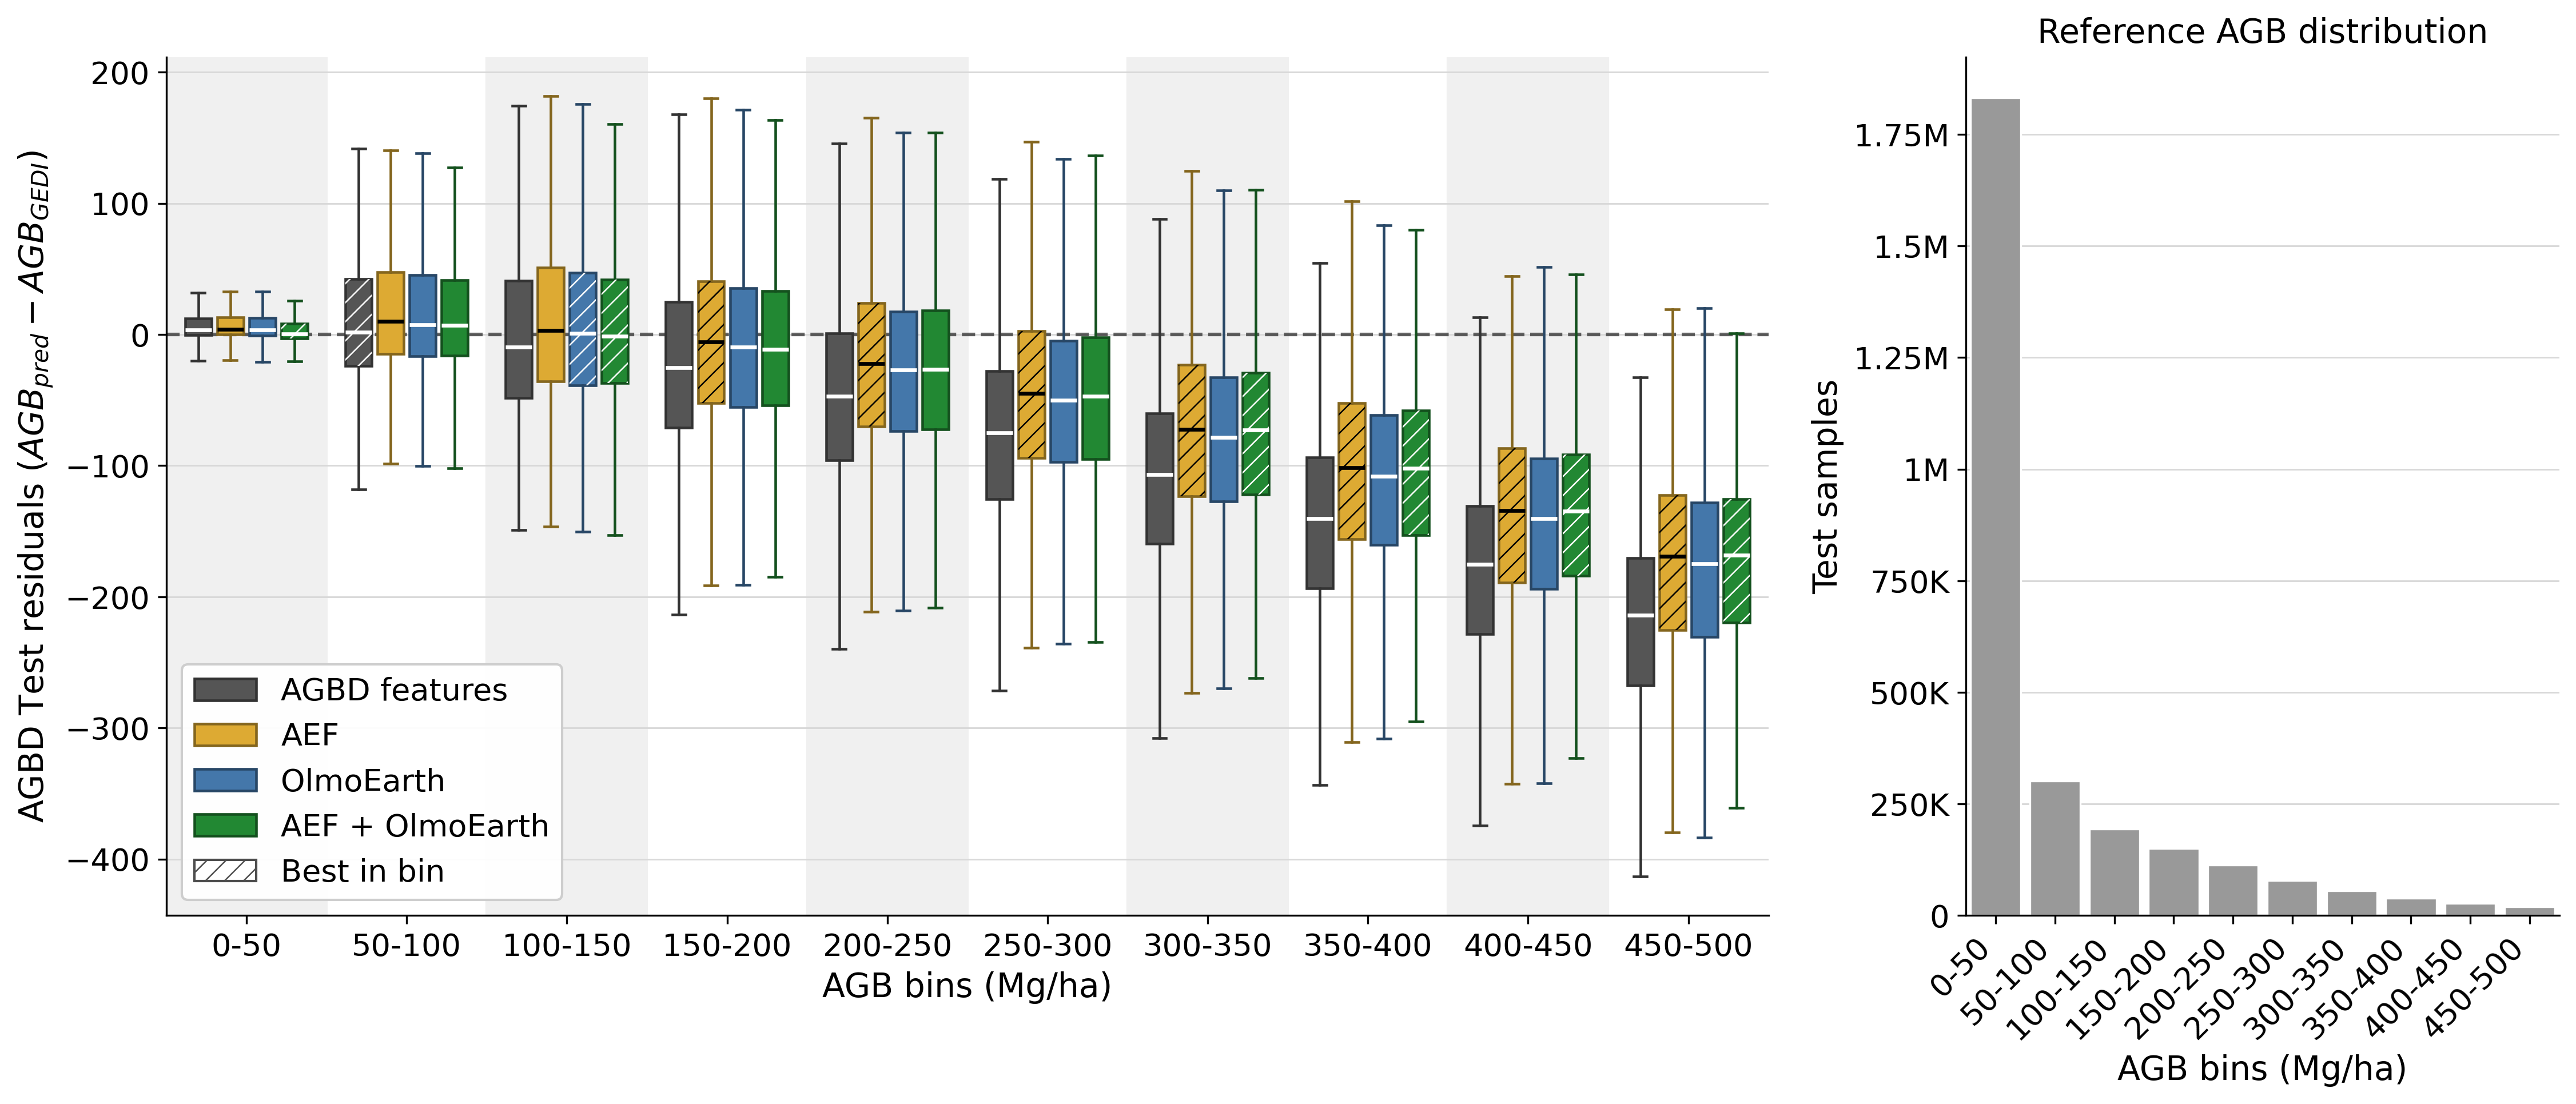 AGBD Test residuals (AGB_pred − AGB_GEDI)
200
100
0
−100
−200
−300
−400
AGBD features
AEF
OlmoEarth
AEF + OlmoEarth
Best in bin
0-50
50-100
100-150
150-200
200-250
250-300
300-350
350-400
400-450
450-500
AGB bins (Mg/ha)
Reference AGB distribution
Test samples
1.75M
1.5M
1.25M
1M
750K
500K
250K
0
0-50
50-100
100-150
150-200
200-250
250-300
300-350
350-400
400-450
450-500
AGB bins (Mg/ha)